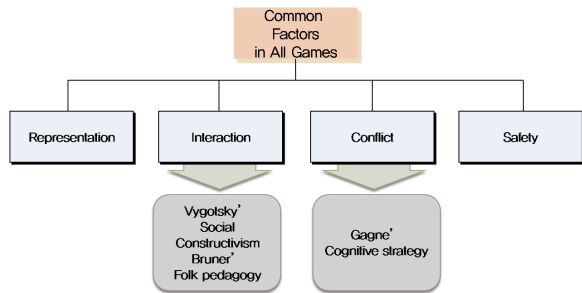 Common
Factors
in All Games
Representation
Interaction
Conflict
Safety
Vygotsky'
Social
Constructivism
Bruner'
Folk pedagogy
Gagne'
Cognitive strategy